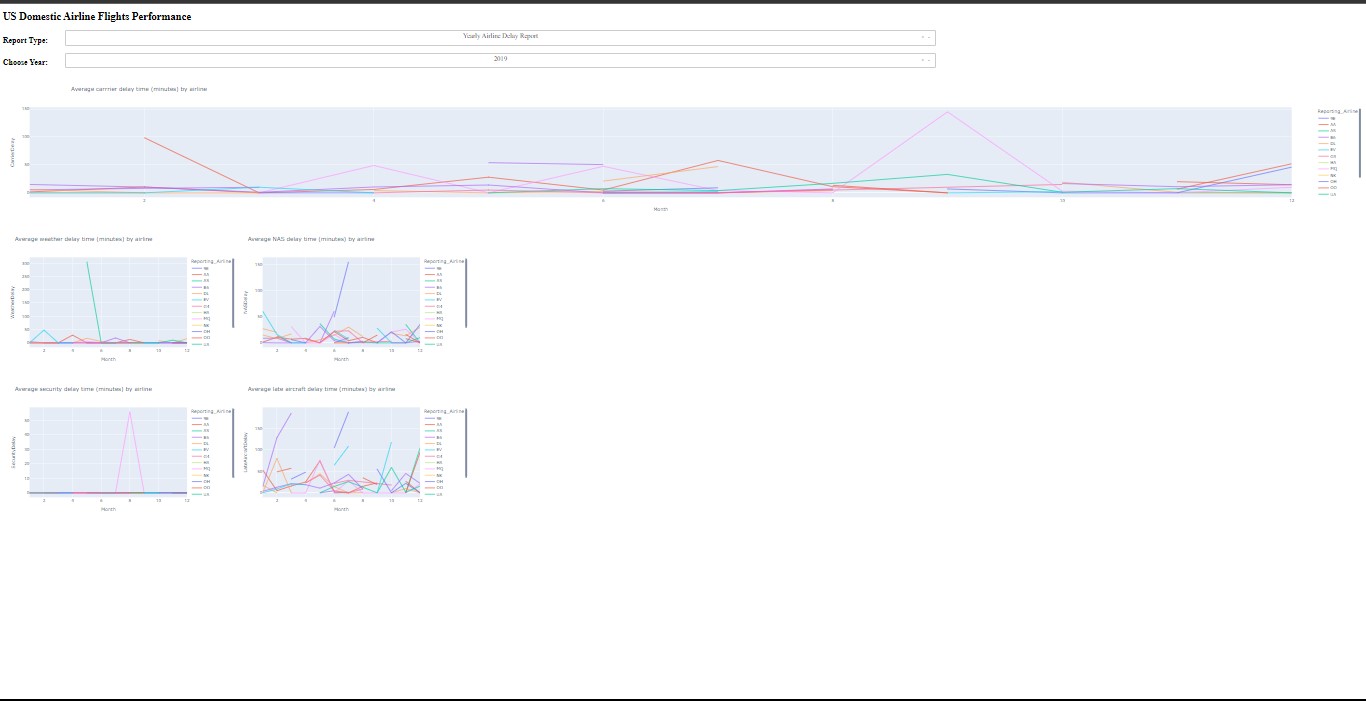 US Domestic Airline Flights Performance
Report Type:
Yearly Airline Delay Report
Choose Year:
2019
Average carrrier delay time (minutes) by airline
CarrierDelay
150
100
50
0
2 4 6 8 10 12
Month
Reporting_Airline
9E
AA
AS
B6
DL
EV
G4
HA
MQ
NK
OH
OO
UA
Average weather delay time (minutes) by airline
WeatherDelay
300
250
200
150
100
50
0
2 4 6 8 10 12
Month
Reporting_Airline
9E
AA
AS
B6
DL
EV
G4
HA
MQ
NK
OH
OO
UA
Average NAS delay time (minutes) by airline
NASDelay
150
100
50
0
2 4 6 8 10 12
Month
Reporting_Airline
9E
AA
AS
B6
DL
EV
G4
HA
MQ
NK
OH
OO
UA
Average security delay time (minutes) by airline
SecurityDelay
50
40
30
20
10
0
2 4 6 8 10 12
Month
Reporting_Airline
9E
AA
AS
B6
DL
EV
G4
HA
MQ
NK
OH
OO
UA
Average late aircraft delay time (minutes) by airline
LateAircraftDelay
150
100
50
0
2 4 6 8 10 12
Month
Reporting_Airline
9E
AA
AS
B6
DL
EV
G4
HA
MQ
NK
OH
OO
UA